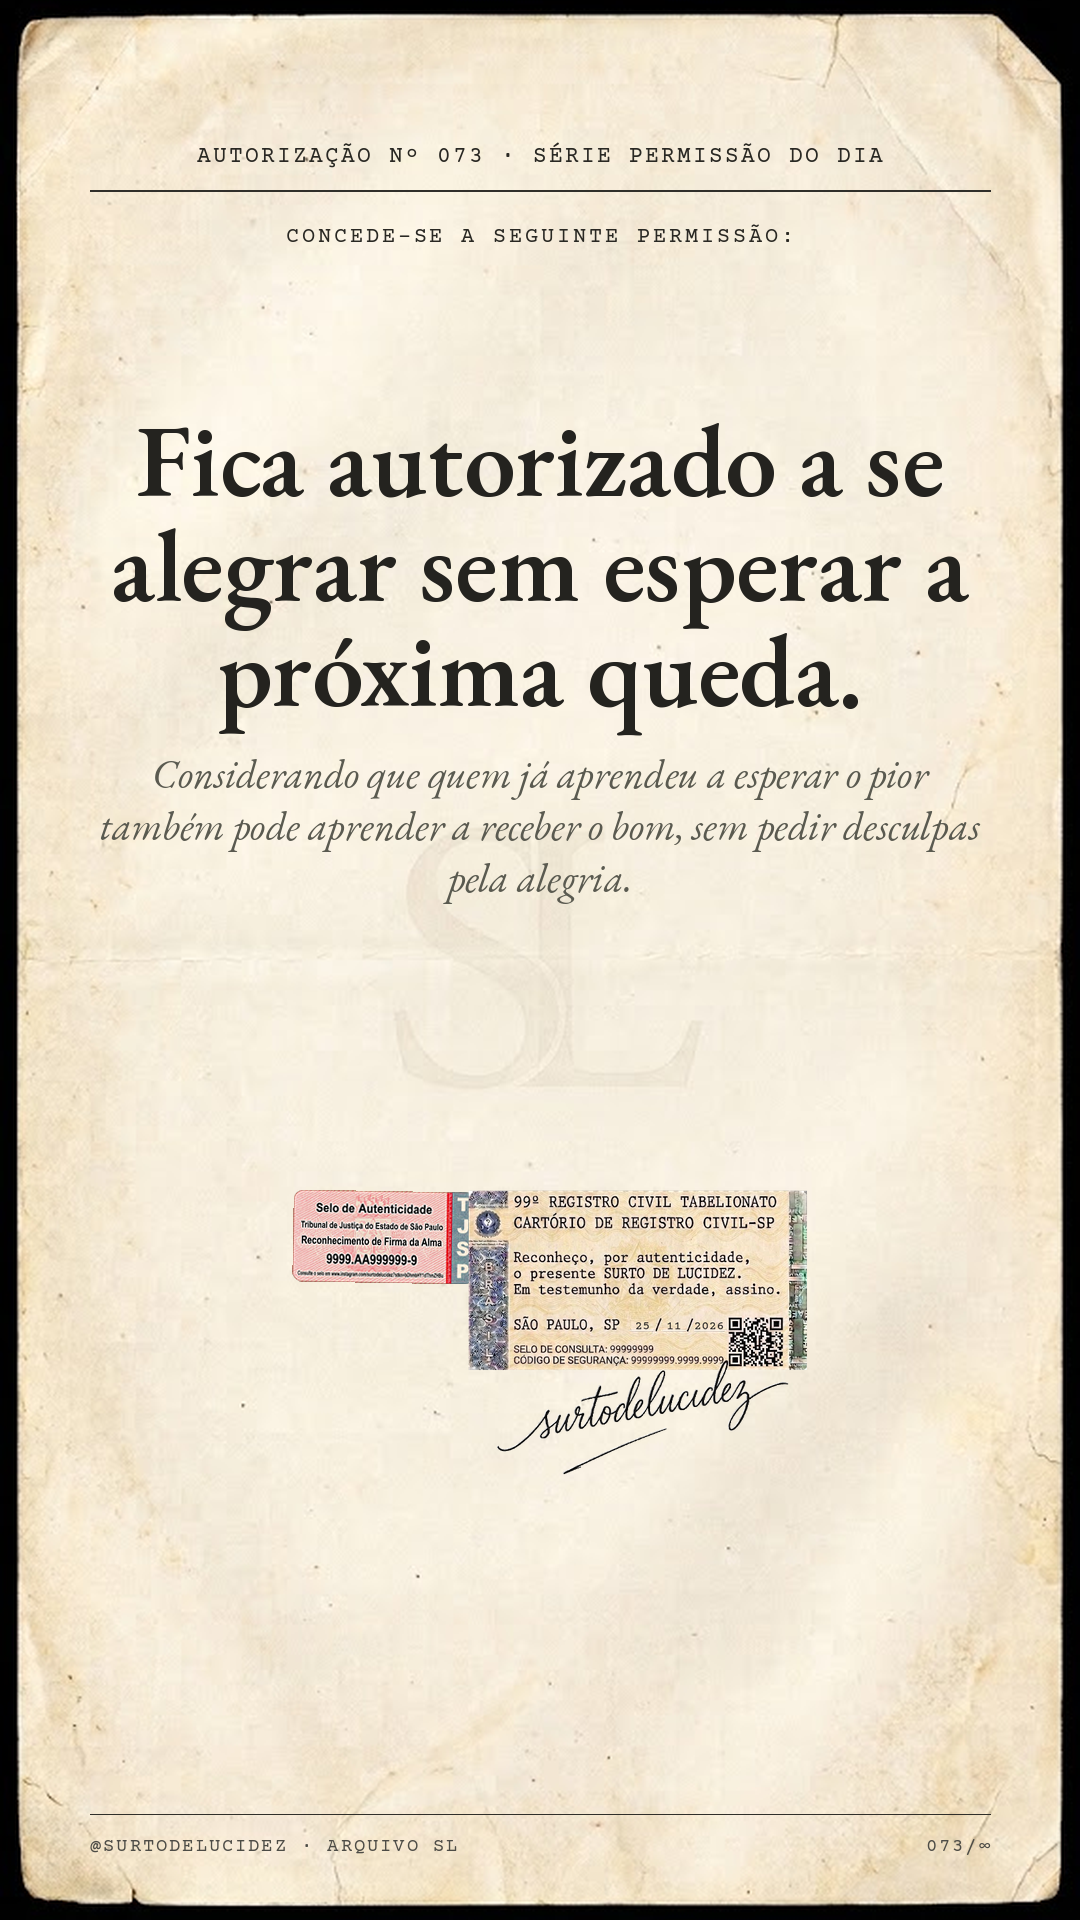 AUTORIZAÇÃO Nº 073 · SÉRIE PERMISSÃO DO DIA
CONCEDE-SE A SEGUINTE PERMISSÃO:
Fica autorizado a se
alegrar sem esperar a
próxima queda.
Considerando que quem já aprendeu a esperar o pior
também pode aprender a receber o bom, sem pedir desculpas
pela alegria.
SL
Selo de Autenticidade
Tribunal de Justiça do Estado de São Paulo
Reconhecimento de Firma da Alma
9999.AA999999-9
TJSP
BRASIL
99º REGISTRO CIVIL TABELIONATO
CARTÓRIO DE REGISTRO CIVIL-SP
Reconheço, por autenticidade,
o presente SURTO DE LUCIDEZ.
Em testemunho da verdade, assino.
SÃO PAULO, SP 25 / 11 /2026
SELO DE CONSULTA: 99999999
CÓDIGO DE SEGURANÇA: 99999999.9999.9999
surtodelucidez
@SURTODELUCIDEZ · ARQUIVO SL
073/∞